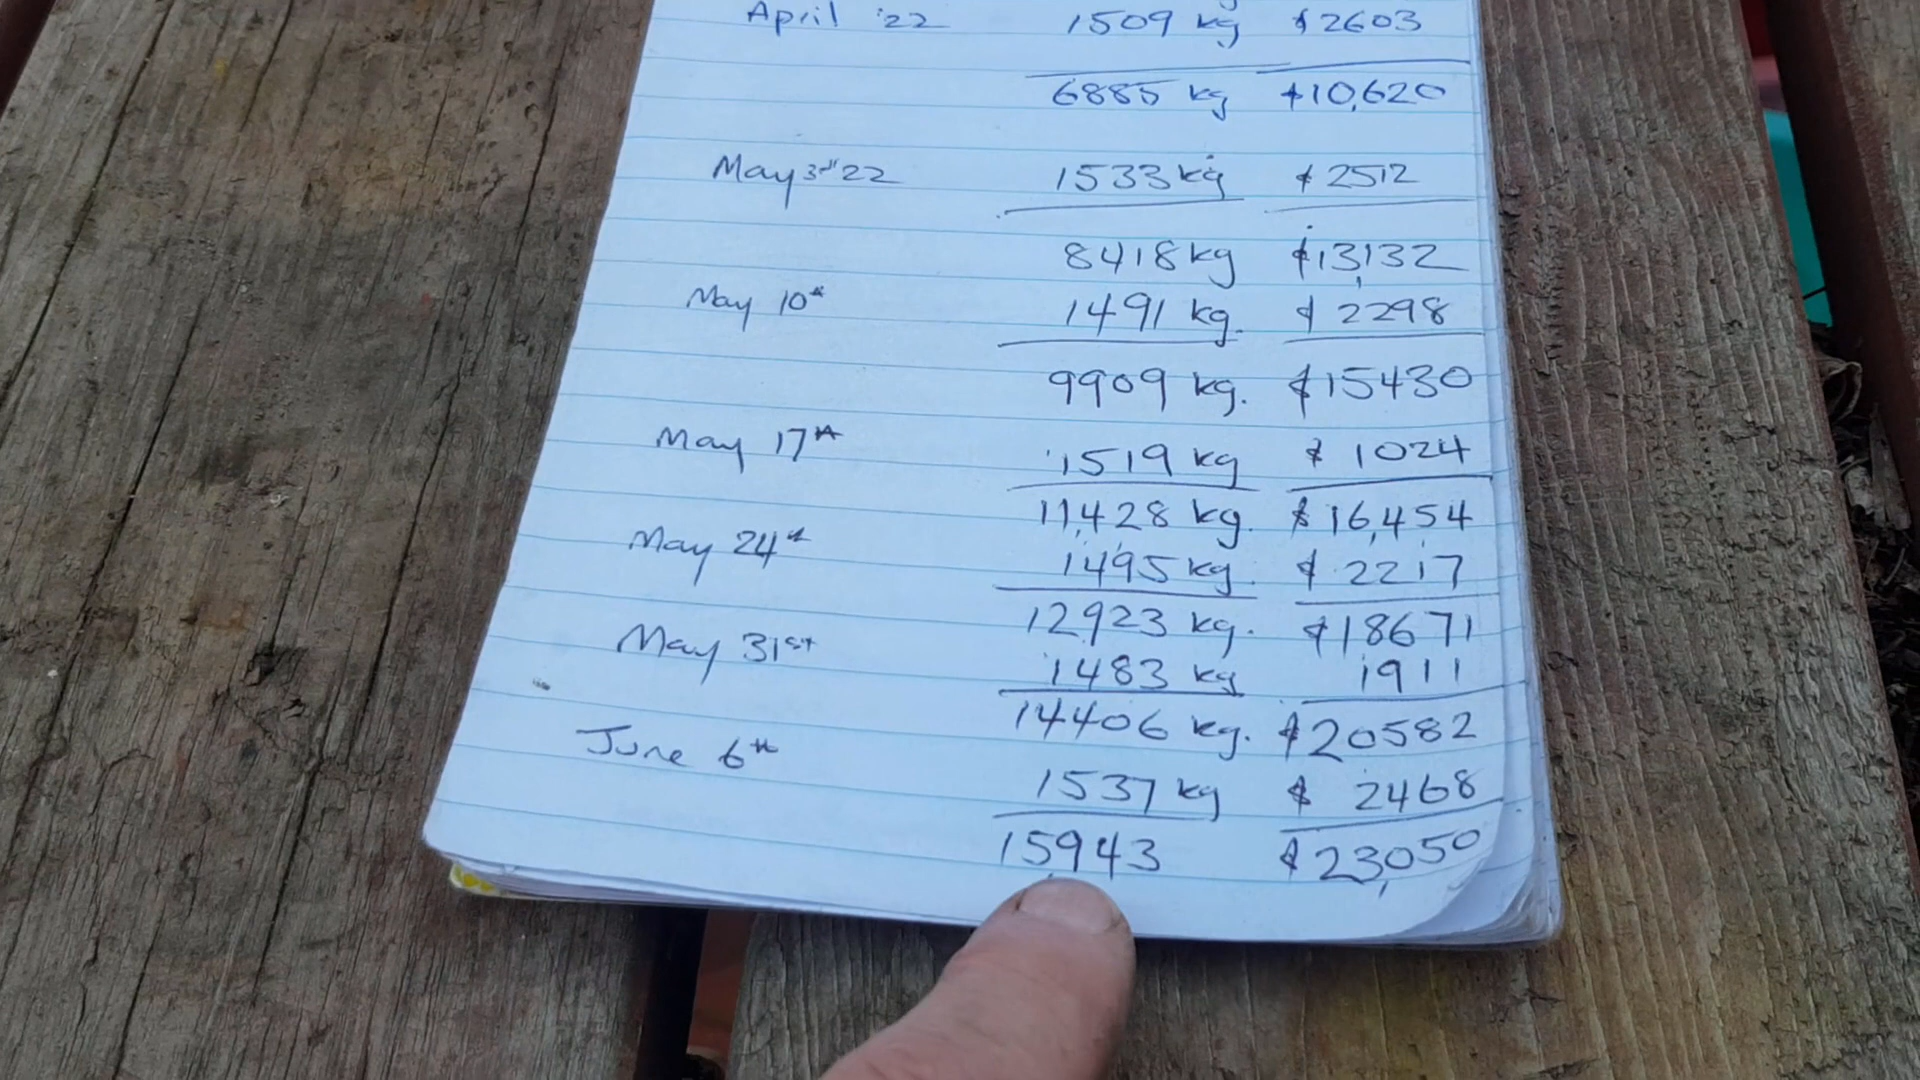 April '22 1509 kg $2603
6885 kg $10,620
May 3rd 22 1533 kg $2512
8418 kg $13,132
May 10th 1491 kg. $2298
9909 kg. $15430
May 17th 1519 kg $1024
11,428 kg. $16,454
May 24th 1495 kg. $2217
12923 kg. $18671
May 31st 1483 kg 1911
14406 kg. $20582
June 6th 1537 kg $2468
15943 $23,050